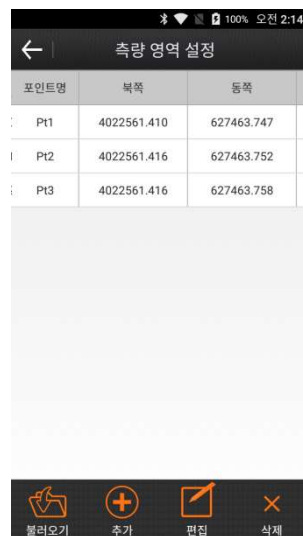 100% 오전 2:14
측량 영역 설정
포인트명 북쪽 동쪽
Pt1 4022561.410 627463.747
Pt2 4022561.416 627463.752
Pt3 4022561.416 627463.758
불러오기 추가 편집 삭제